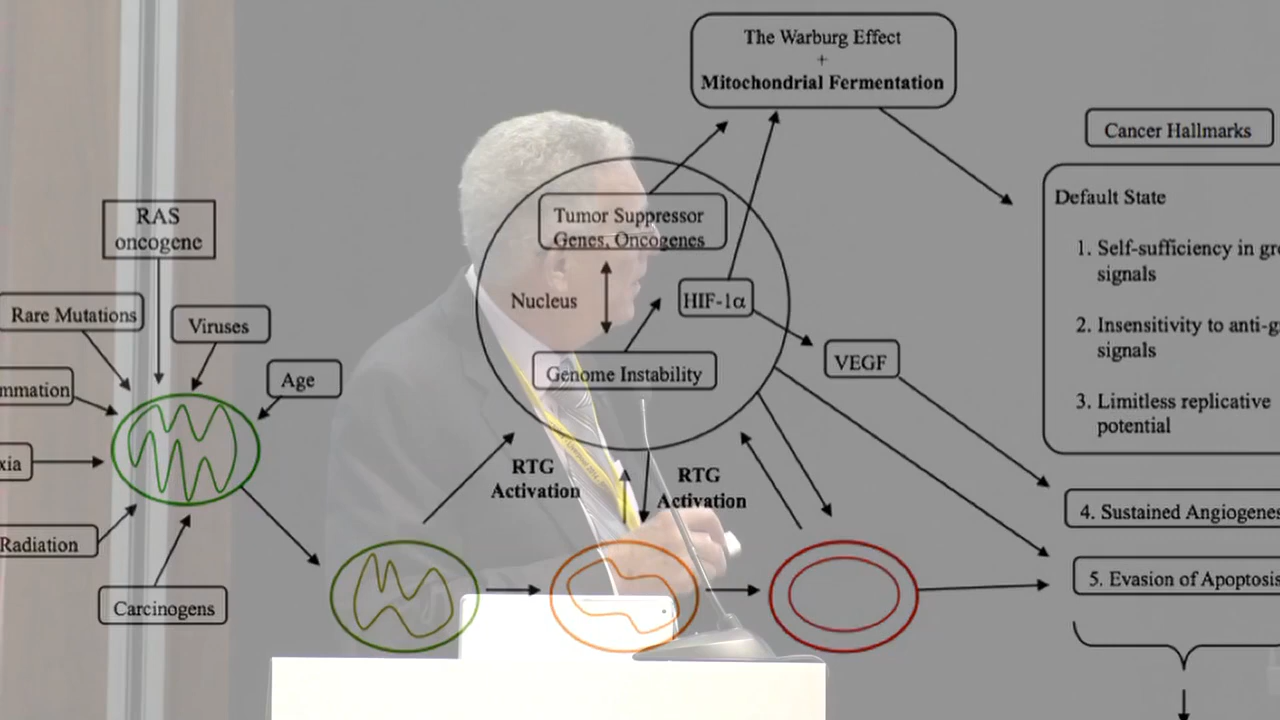 The Warburg Effect
+
Mitochondrial Fermentation
Cancer Hallmarks
Default State
1. Self-sufficiency in gr
signals
2. Insensitivity to anti-g
signals
3. Limitless replicative
potential
4. Sustained Angiogenes
5. Evasion of Apoptosis
RAS
oncogene
Rare Mutations
Viruses
mmation
Age
xia
Radiation
Carcinogens
Tumor Suppressor
Genes, Oncogenes
Nucleus
HIF-1α
Genome Instability
VEGF
RTG
Activation
RTG
Activation